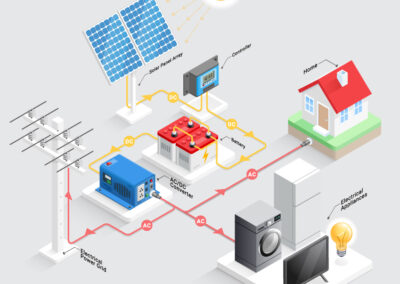 Solar Panel Array
Controller
Home
DC
DC
DC
Battery
AC
AC/DC
Converter
AC
AC
Electrical
Appliances
Electrical
Power Grid